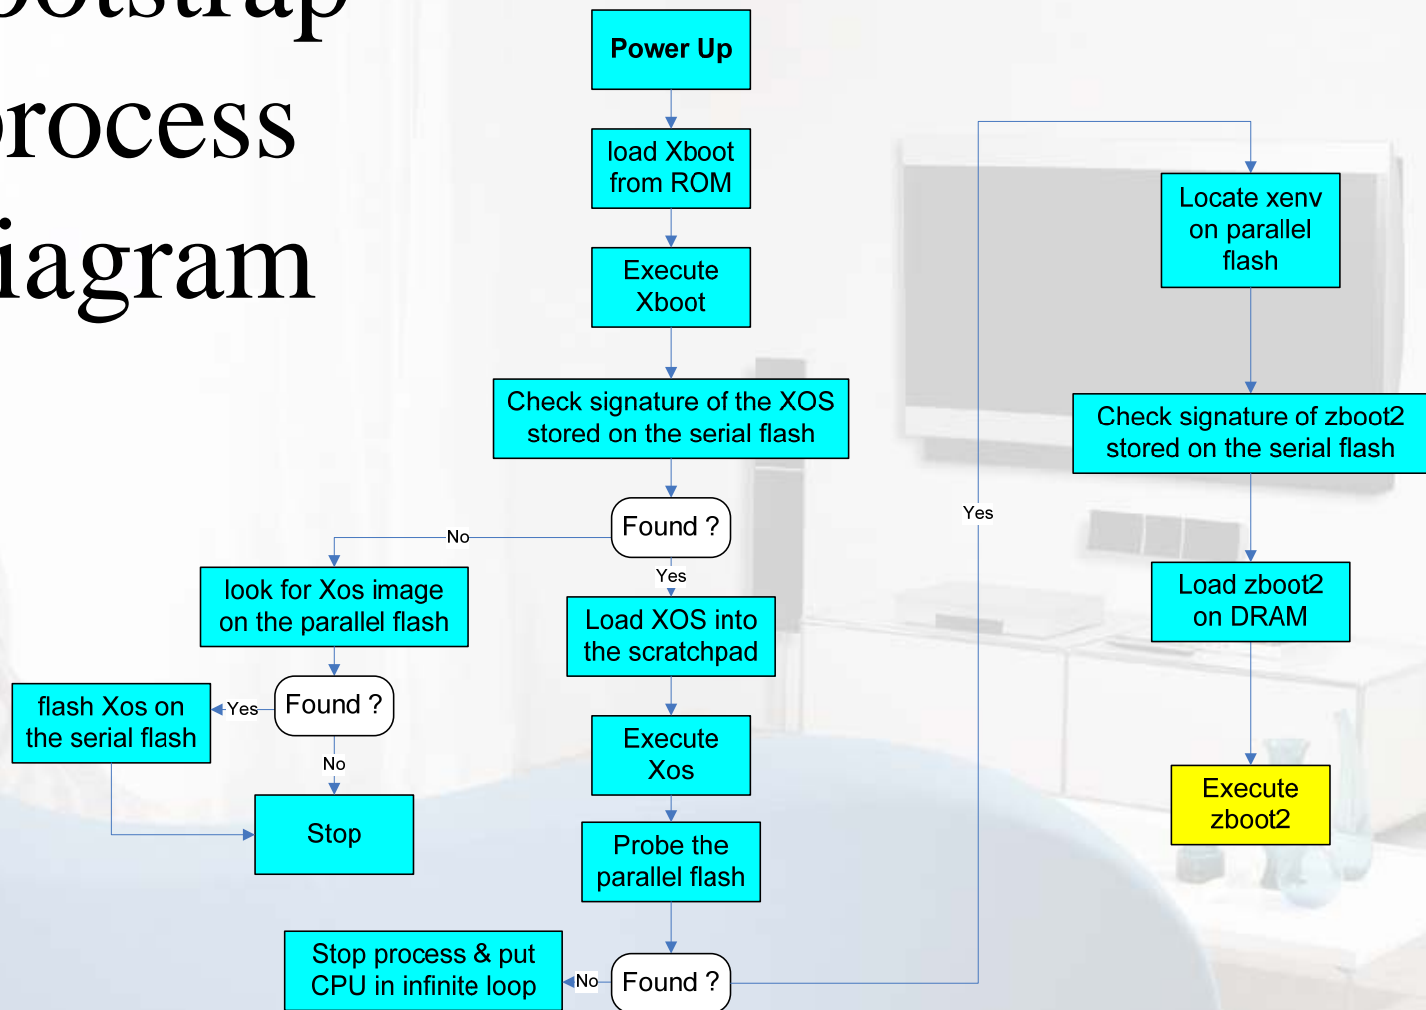 ootstrap
rocess
iagram
Power Up
load Xboot
from ROM
Execute
Xboot
Check signature of the XOS
stored on the serial flash
Found ?
No
Yes
look for Xos image
on the parallel flash
Found ?
Yes
flash Xos on
the serial flash
No
Stop
Load XOS into
the scratchpad
Execute
Xos
Probe the
parallel flash
Found ?
No
Stop process & put
CPU in infinite loop
Yes
Locate xenv
on parallel
flash
Check signature of zboot2
stored on the serial flash
Load zboot2
on DRAM
Execute
zboot2